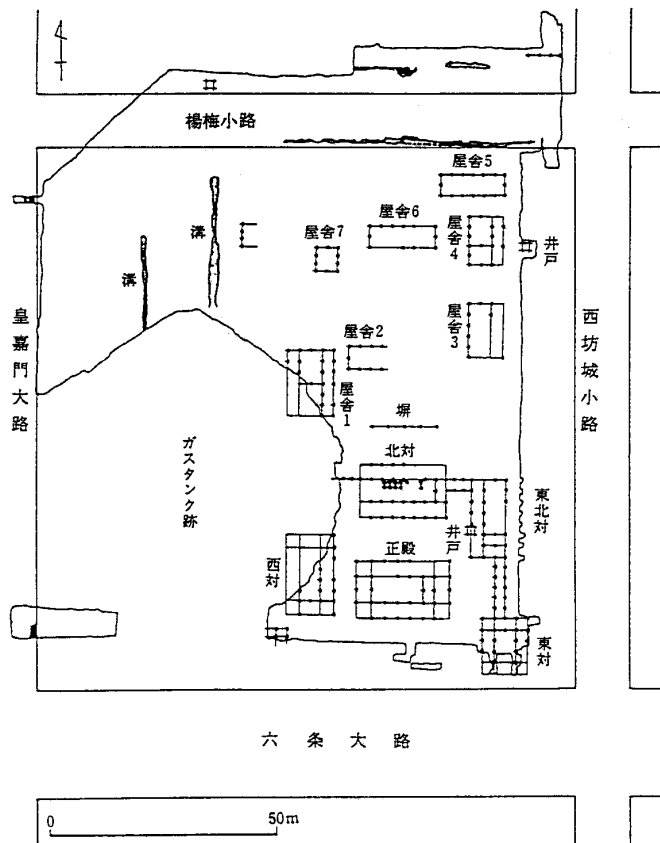 楊梅小路
屋舎5
屋舎6
屋舎4
屋舎7
井戸
溝
溝
皇嘉門大路
屋舎2
屋舎3
西坊城小路
屋舎1
塀
北対
ガスタンク跡
東北対
井戸
正殿
西対
東対
六条大路
0 50m